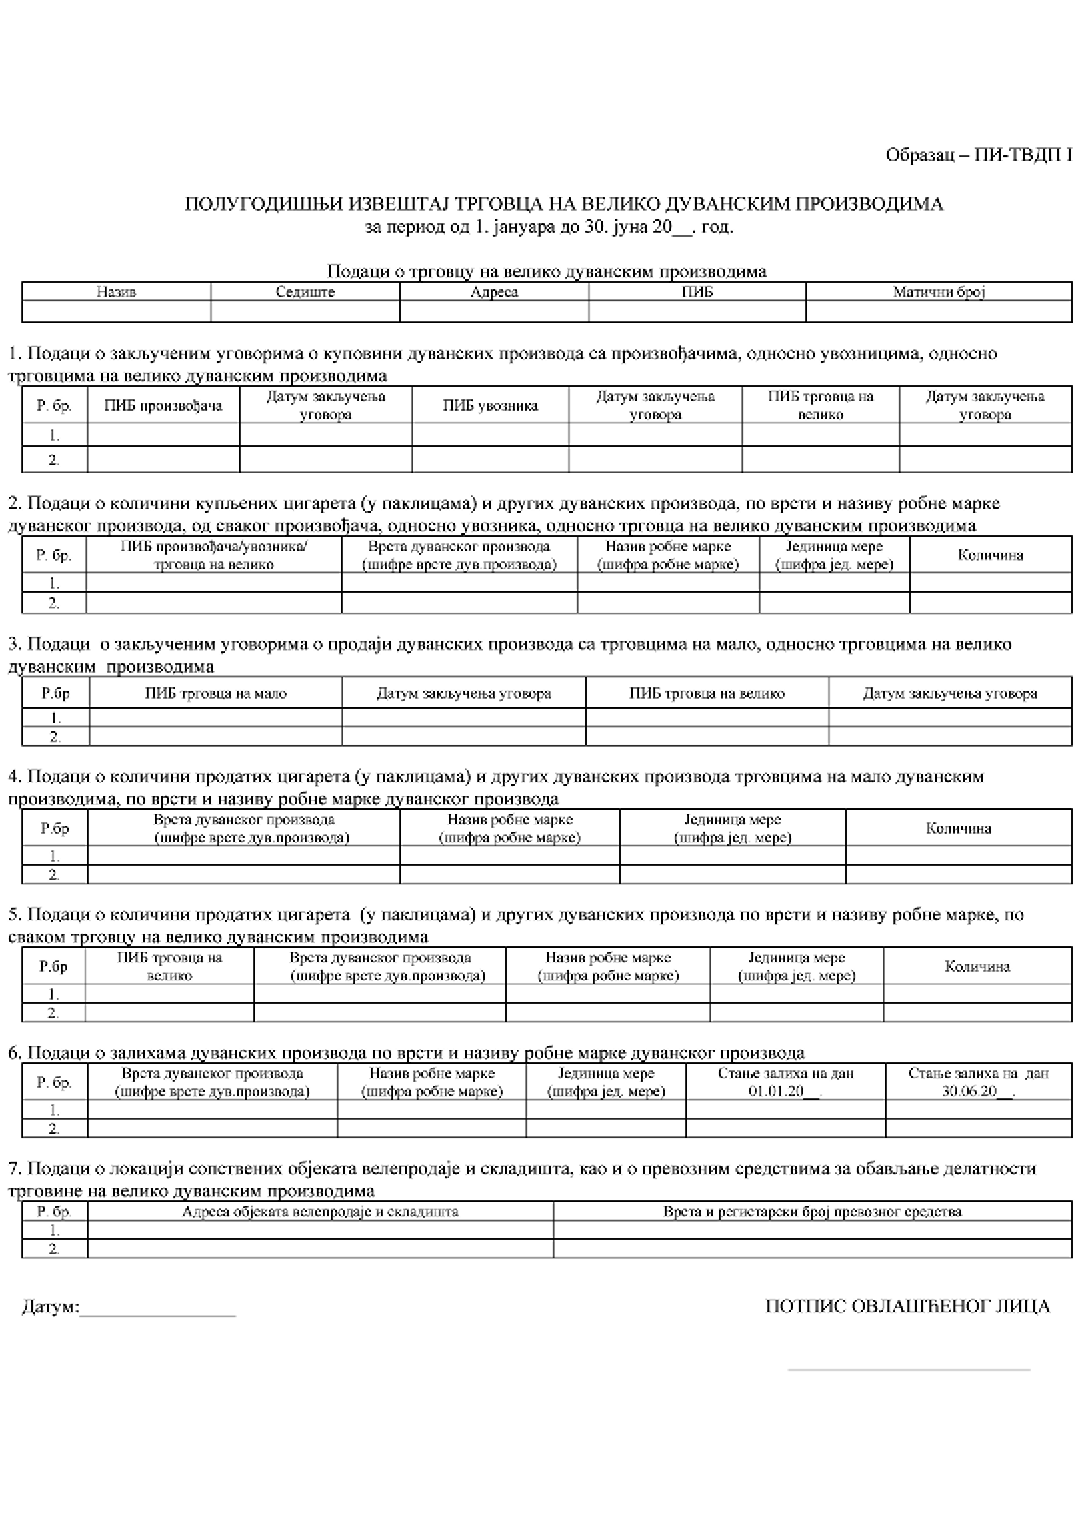 Образац – ПИ-ТВДП I
ПОЛУГОДИШЊИ ИЗВЕШТАЈ ТРГОВЦА НА ВЕЛИКО ДУВАНСКИМ ПРОИЗВОДИМА
за период од 1. јануара до 30. јуна 20__. год.
Подаци о трговцу на велико дуванским производима
Назив Седиште Адреса ПИБ Матични број
1. Подаци о закљученим уговорима о куповини дуванских производа са произвођачима, односно увозницима, односно
трговцима на велико дуванским производима
Р. бр. ПИБ произвођача Датум закључења уговора ПИБ увозника Датум закључења уговора ПИБ трговца на велико Датум закључења уговора
1.
2.
2. Подаци о количини купљених цигарета (у паклицама) и других дуванских производа, по врсти и називу робне марке
дуванског производа, од сваког произвођача, односно увозника, односно трговца на велико дуванским производима
Р. бр. ПИБ произвођача/увозника/ трговца на велико Врста дуванског производа (шифре врсте дув.производа) Назив робне марке (шифра робне марке) Јединица мере (шифра јед. мере) Количина
1.
2.
3. Подаци  о закљученим уговорима о продаји дуванских производа са трговцима на мало, односно трговцима на велико
дуванским  производима
Р.бр ПИБ трговца на мало Датум закључења уговора ПИБ трговца на велико Датум закључења уговора
1.
2.
4. Подаци о количини продатих цигарета (у паклицама) и других дуванских производа трговцима на мало дуванским
производима, по врсти и називу робне марке дуванског производа
Р.бр Врста дуванског производа (шифре врсте дув.производа) Назив робне марке (шифра робне марке) Јединица мере (шифра јед. мере) Количина
1.
2.
5. Подаци о количини продатих цигарета  (у паклицама) и других дуванских производа по врсти и називу робне марке, по
сваком трговцу на велико дуванским производима
Р.бр ПИБ трговца на велико Врста дуванског производа (шифре врсте дув.производа) Назив робне марке (шифра робне марке) Јединица мере (шифра јед. мере) Количина
1.
2.
6. Подаци о залихама дуванских производа по врсти и називу робне марке дуванског производа
Р. бр. Врста дуванског производа (шифре врсте дув.производа) Назив робне марке (шифра робне марке) Јединица мере (шифра јед. мере) Стање залиха на дан 01.01.20__. Стање залиха на  дан 30.06.20__.
1.
2.
7. Подаци о локацији сопствених објеката велепродаје и складишта, као и о превозним средствима за обављање делатности
трговине на велико дуванским производима
Р. бр. Адреса објеката велепродаје и складишта Врста и регистарски број превозног средства
1.
2.
Датум:________________ ПОТПИС ОВЛАШЋЕНОГ ЛИЦА